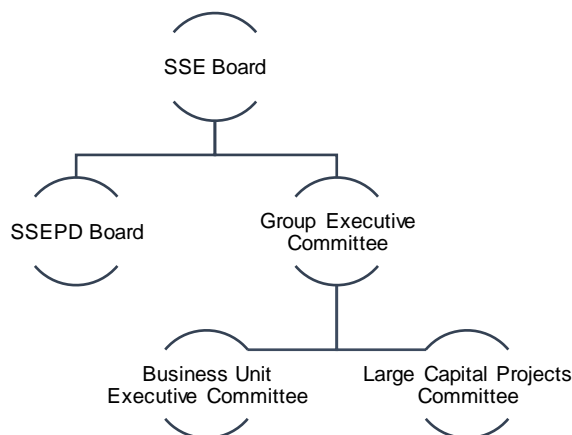 SSE Board
SSEPD Board
Group Executive
Committee
Business Unit
Executive Committee
Large Capital Projects
Committee